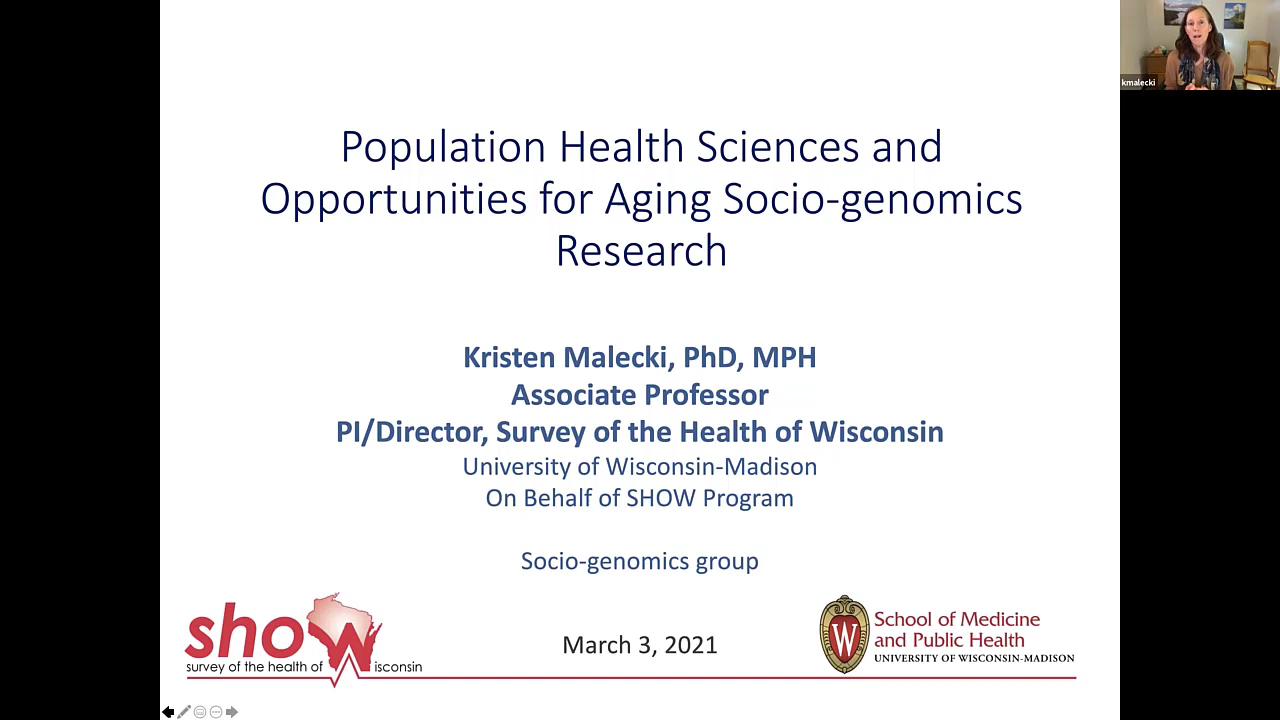 kmalecki
Population Health Sciences and
Opportunities for Aging Socio-genomics
Research
Kristen Malecki, PhD, MPH
Associate Professor
PI/Director, Survey of the Health of Wisconsin
University of Wisconsin-Madison
On Behalf of SHOW Program
Socio-genomics group
show
survey of the health of Wisconsin
March 3, 2021
W
School of Medicine
and Public Health
UNIVERSITY OF WISCONSIN-MADISON